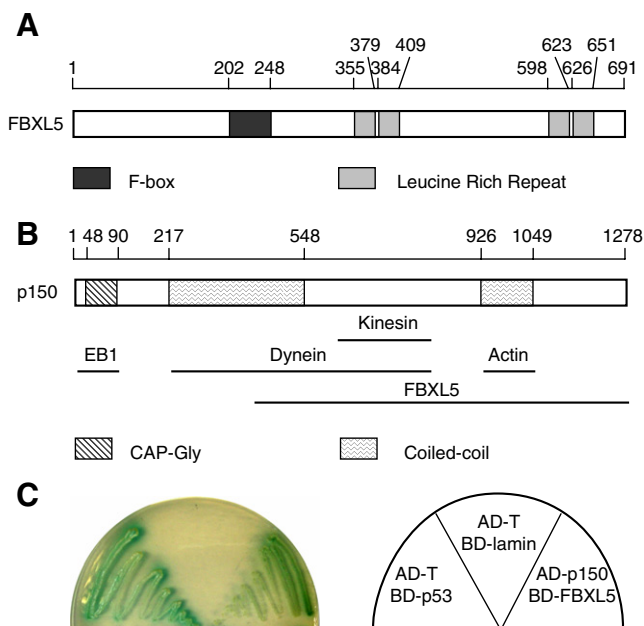 A
379 409 623 651
1 202 248 355 384 598 626 691
FBXL5
F-box Leucine Rich Repeat
B
1 48 90 217 548 926 1049 1278
p150
Kinesin
EB1 Dynein Actin
FBXL5
CAP-Gly Coiled-coil
C
AD-T
BD-lamin
AD-T AD-p150
BD-p53 BD-FBXL5